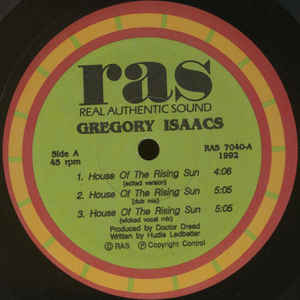 ras
REAL AUTHENTIC SOUND
GREGORY ISAACS
Side A
45 rpm
RAS 7040-A
1992
1. House Of The Rising Sun 4:06
(edited version)
2. House Of The Rising Sun 5:05
(dub mix)
3. House Of The Rising Sun 5:05
(wicked vocal mix)
Produced by Doctor Dread
Written by Hudie Ledbetter
© RAS ℗ Copyright Control